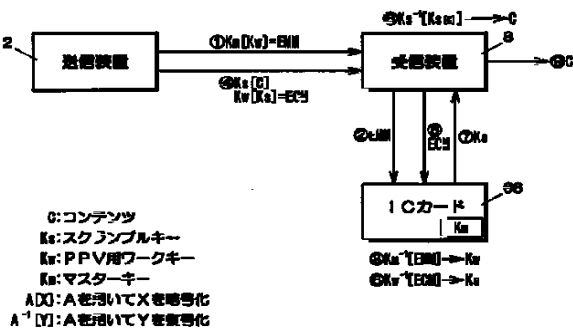 ⑧Ks⁻¹[Ks[C]] → C
2
8
送信装置
①Km[Kw]=EMM
④Ks[C]
Kw[Ks]=ECM
受信装置
⑨C
②EMM
⑤ECM
⑦Ks
36
ICカード
Km
③Km⁻¹[EMM]→Kw
⑥Kw⁻¹[ECM]→Ks
C:コンテンツ
Ks:スクランブルキー
Kw:PPV用ワークキー
Km:マスターキー
A[X]:Aを用いてXを暗号化
A⁻¹[Y]:Aを用いてYを復号化